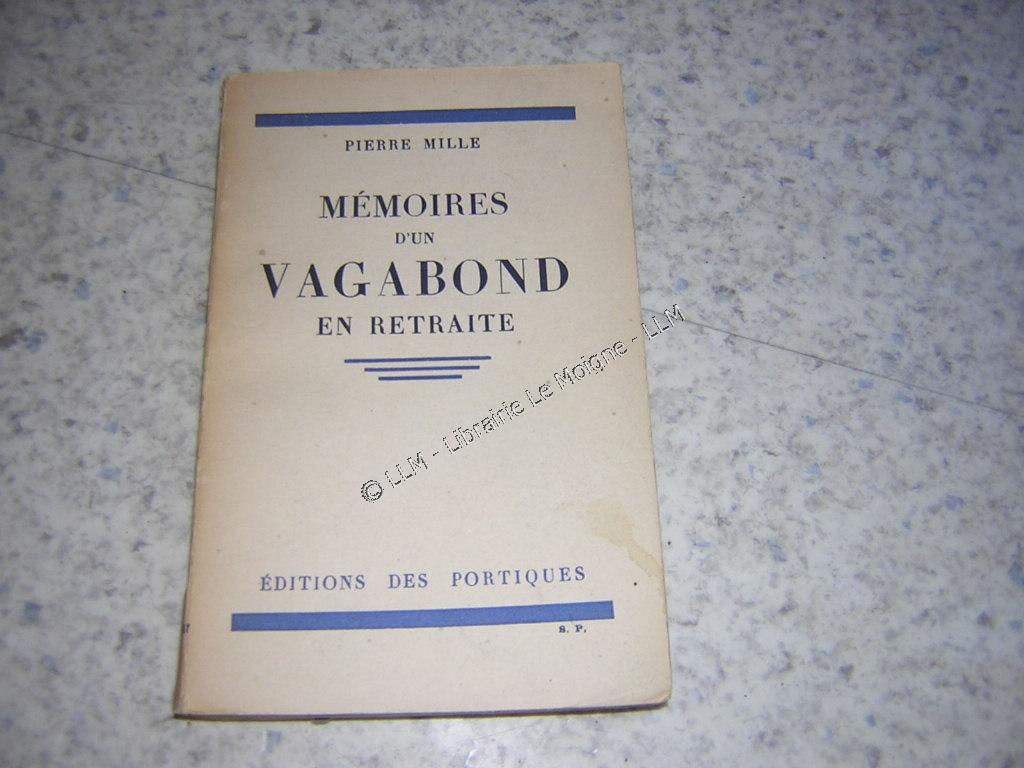 PIERRE MILLE
MÉMOIRES
D'UN
VAGABOND
EN RETRAITE
© LLM - Librairie Le Moigne - LLM
ÉDITIONS DES PORTIQUES
S. P.